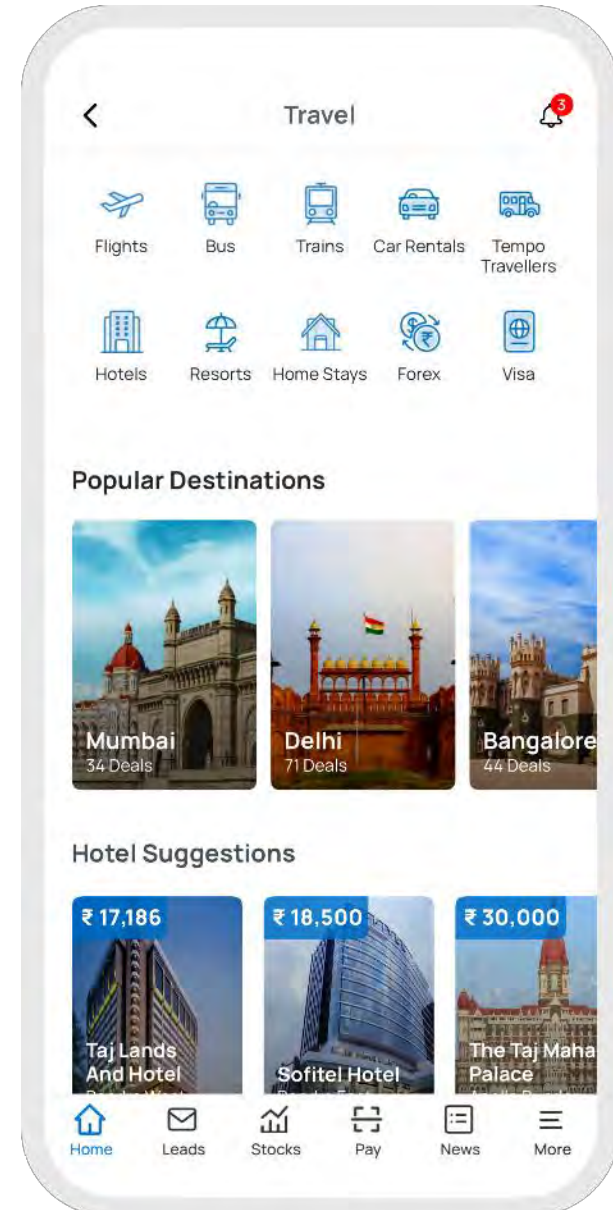 Travel
3
Flights
Bus
Trains
Car Rentals
Tempo
Travellers
Hotels
Resorts
Home Stays
Forex
Visa
Popular Destinations
Mumbai
34 Deals
Delhi
71 Deals
Bangalore
44 Deals
Hotel Suggestions
₹ 17,186
Taj Lands
And Hotel
₹ 18,500
Sofitel Hotel
₹ 30,000
The Taj Maha
Palace
Home
Leads
Stocks
Pay
News
More